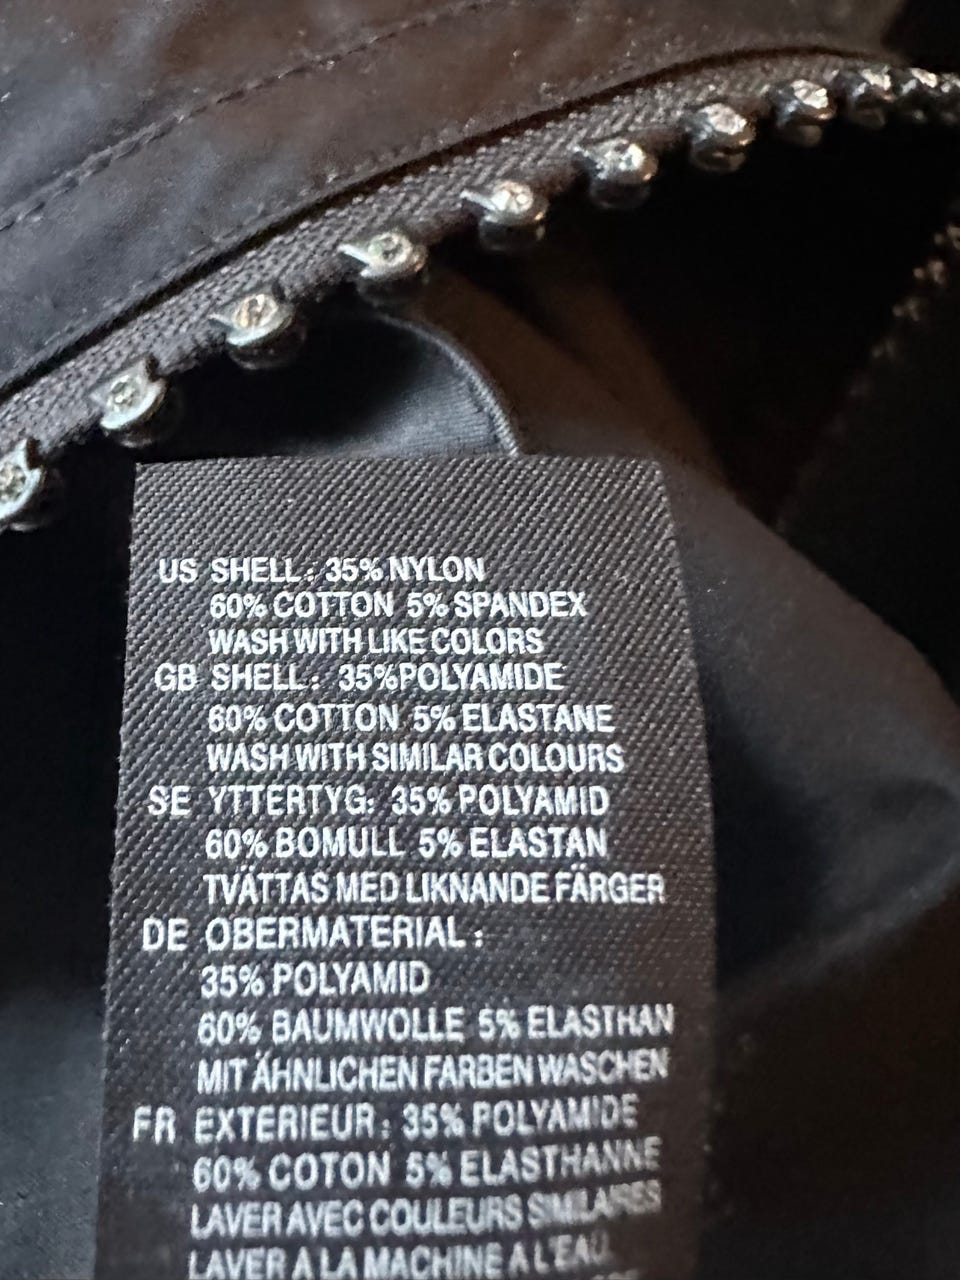 US SHELL: 35% NYLON
60% COTTON 5% SPANDEX
WASH WITH LIKE COLORS
GB SHELL: 35%POLYAMIDE
60% COTTON 5% ELASTANE
WASH WITH SIMILAR COLOURS
SE YTTERTYG: 35% POLYAMID
60% BOMULL 5% ELASTAN
TVÄTTAS MED LIKNANDE FÄRGER
DE OBERMATERIAL:
35% POLYAMID
60% BAUMWOLLE 5% ELASTHAN
MIT ÄHNLICHEN FARBEN WASCHEN
FR EXTERIEUR: 35% POLYAMIDE
60% COTON 5% ELASTHANNE
LAVER AVEC COULEURS SIMILAIRES
LAVER A LA MACHINE A L'EAU